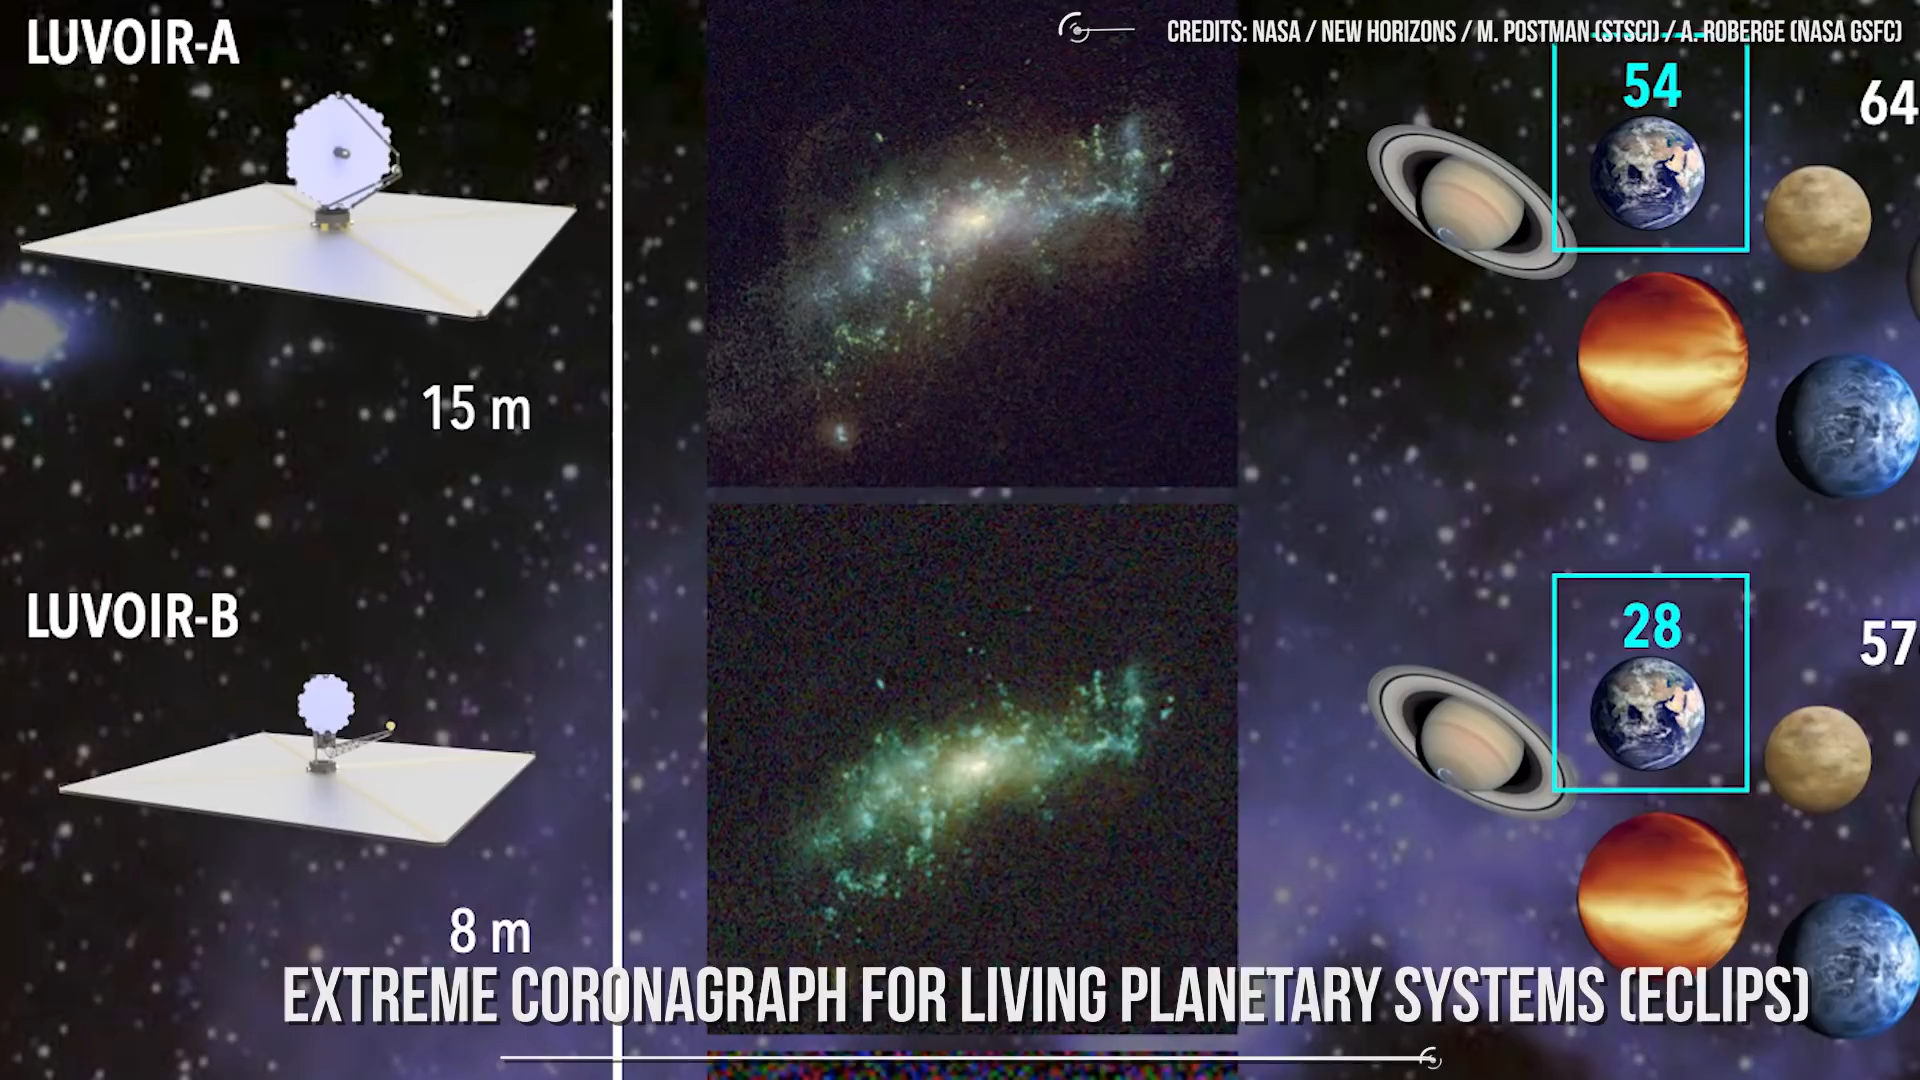 LUVOIR-A
CREDITS: NASA / NEW HORIZONS / M. POSTMAN (STSCI) / A. ROBERGE (NASA GSFC)
54
64
15 m
LUVOIR-B
28
57
8 m
EXTREME CORONAGRAPH FOR LIVING PLANETARY SYSTEMS (ECLIPS)